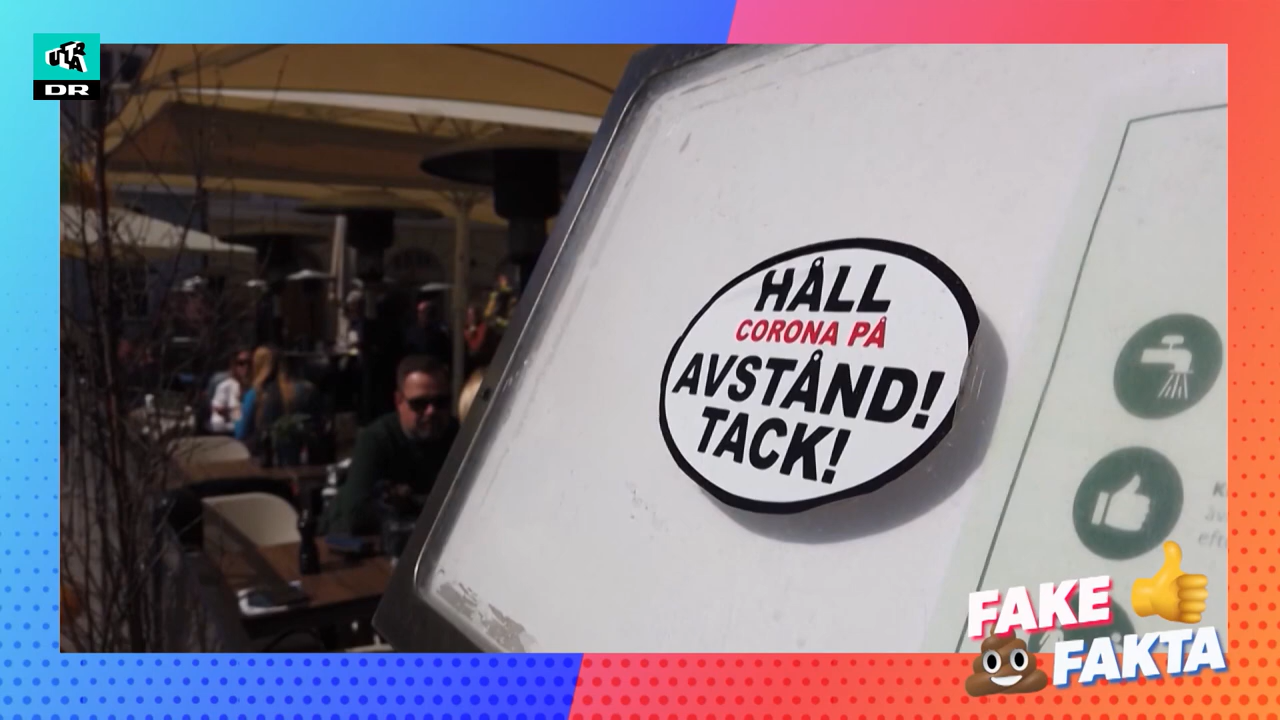 ULTRA
DR
HÅLL
CORONA PÅ
AVSTÅND!
TACK!
FAKE
FAKTA